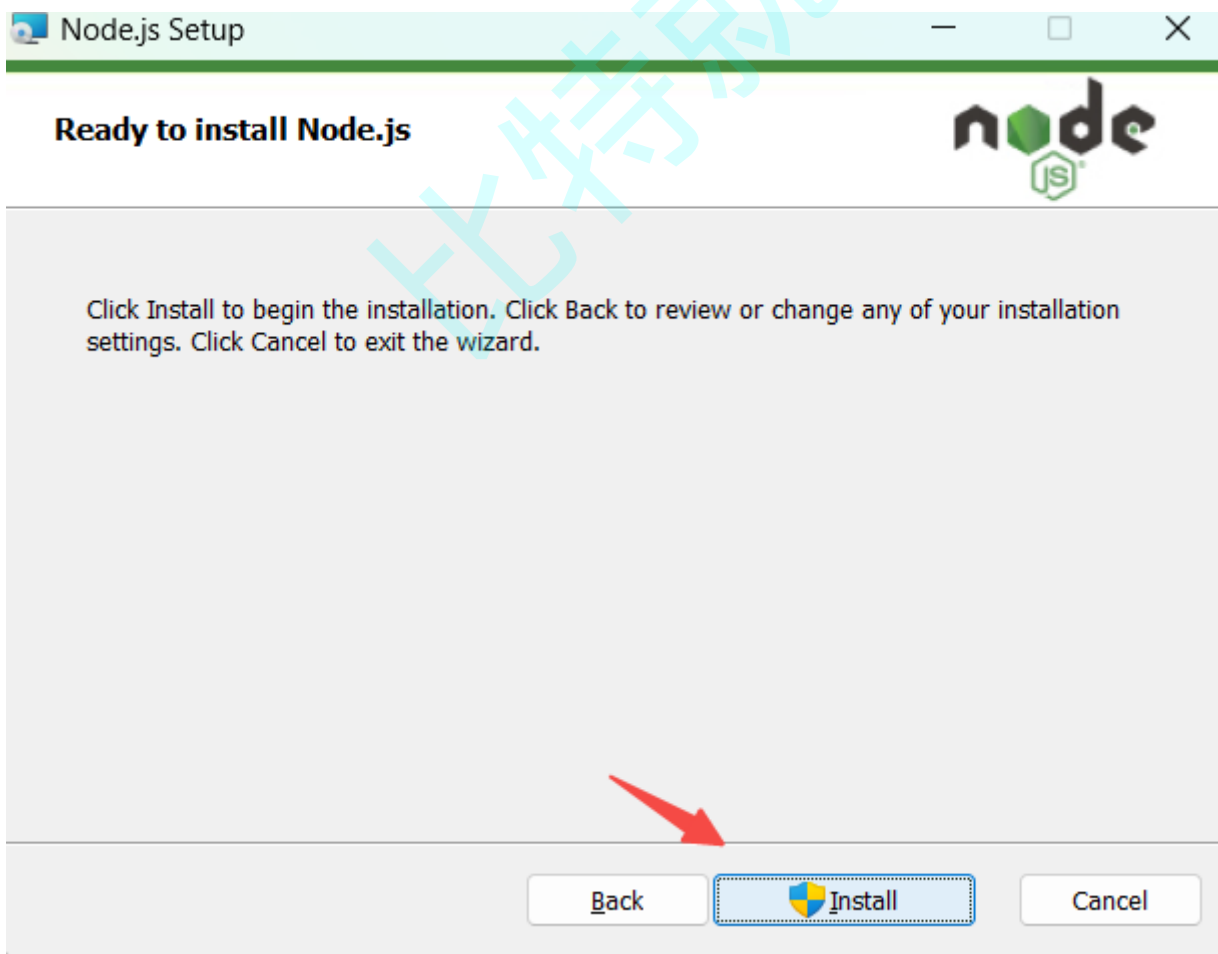 Node.js Setup
Ready to install Node.js
node
JS
Click Install to begin the installation. Click Back to review or change any of your installation
settings. Click Cancel to exit the wizard.
Back
Install
Cancel
比特就